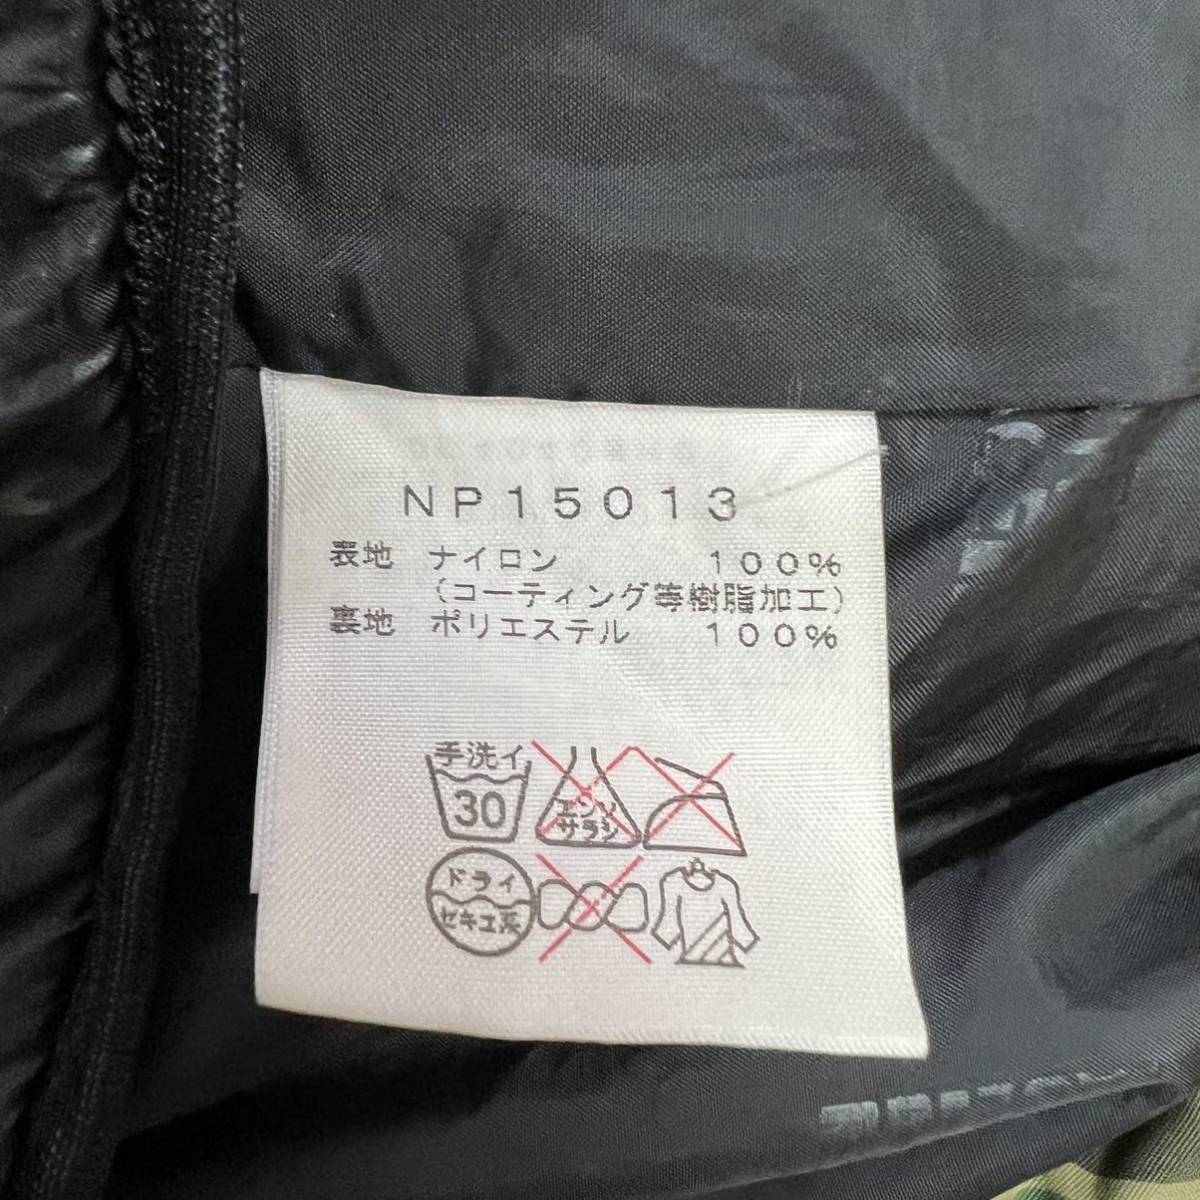 NP15013
表地 ナイロン 100%
(コーティング等樹脂加工)
裏地 ポリエステル 100%
手洗イ
30
エンソ
サラシ
ドライ
セキユ系